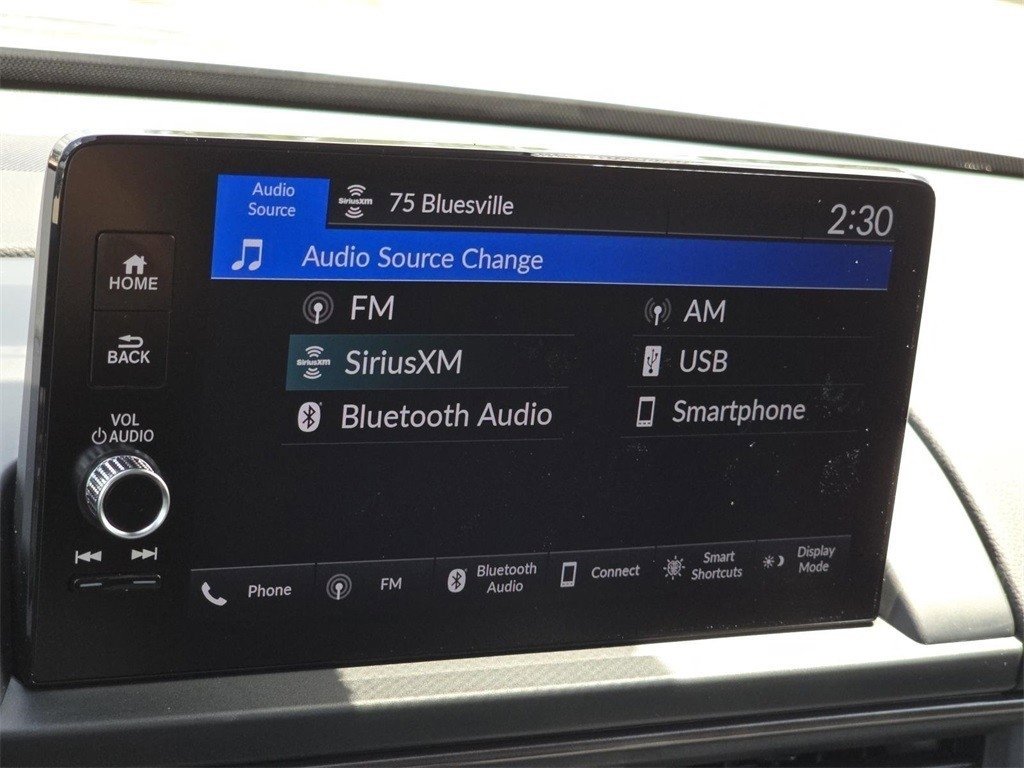 Audio
Source
SiriusXM
75 Bluesville
2:30
Audio Source Change
HOME
BACK
VOL
AUDIO
FM
AM
SiriusXM
SiriusXM
USB
Bluetooth Audio
Smartphone
Phone
FM
Bluetooth
Audio
Connect
Smart
Shortcuts
Display
Mode